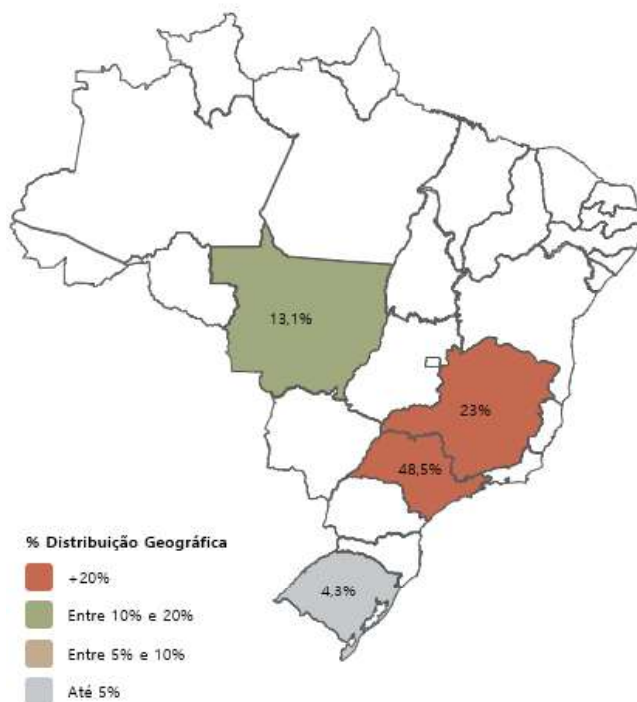 13,1%
23%
48,5%
4,3%
% Distribuição Geográfica
+20%
Entre 10% e 20%
Entre 5% e 10%
Até 5%